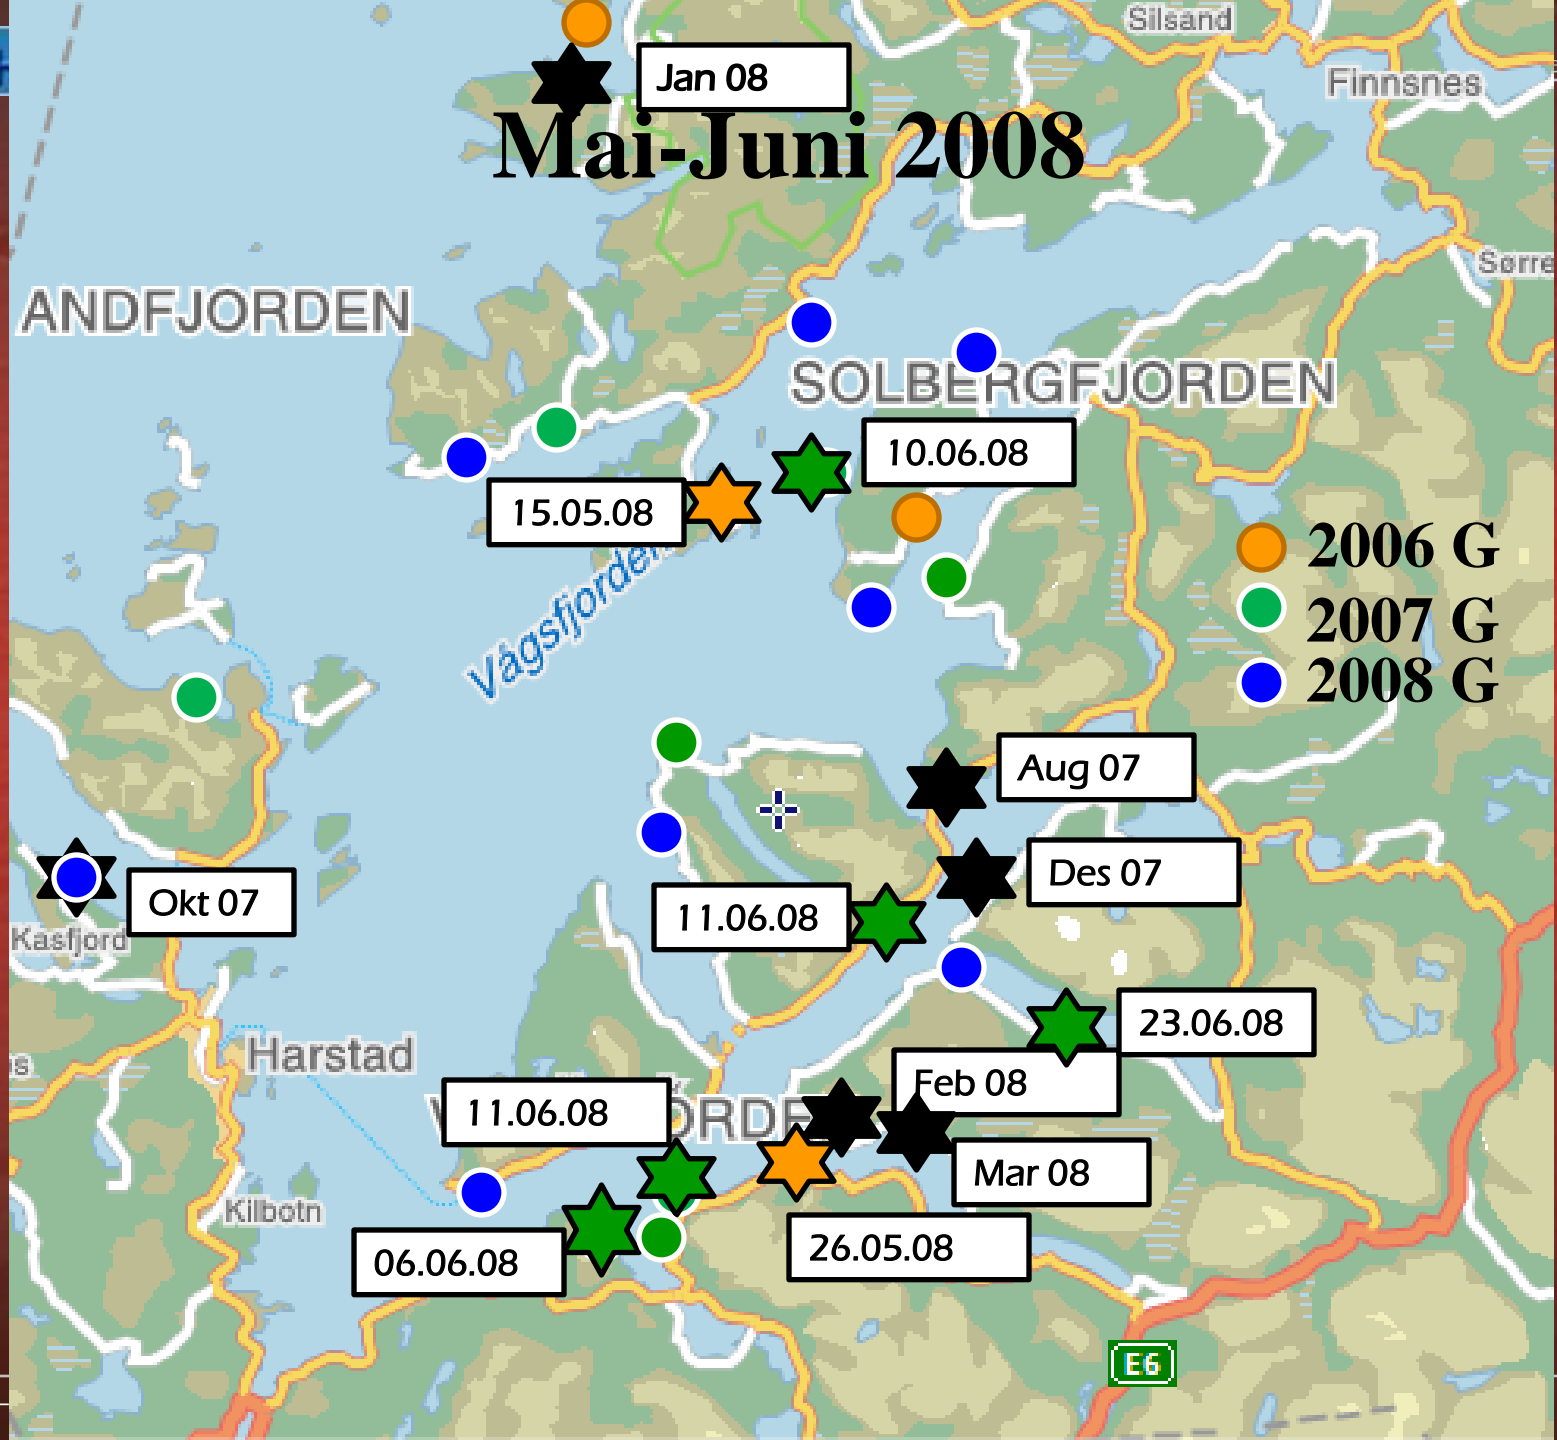 Silsand
Finnsnes
Jan 08
Mai-Juni 2008
Sørre
ANDFJORDEN
SOLBERGFJORDEN
10.06.08
15.05.08
2006 G
2007 G
2008 G
Vågsfjorden
Aug 07
Des 07
Okt 07
11.06.08
Kasfjord
23.06.08
Harstad
Feb 08
11.06.08
Mar 08
Kilbotn
26.05.08
06.06.08
E6